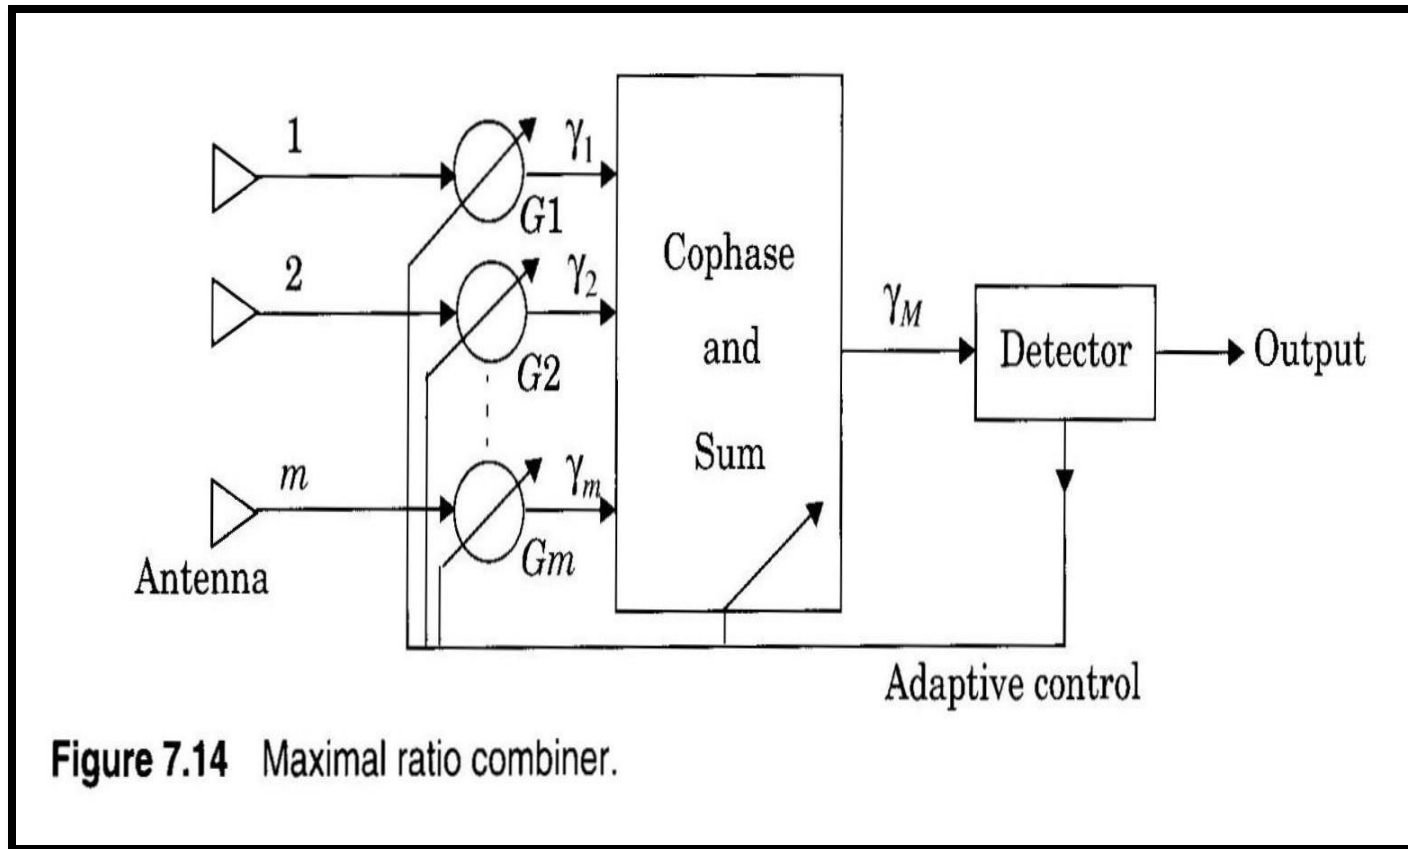 1
γ1
G1
2
γ2
G2
m
γm
Gm
Antenna
Cophase
and
Sum
γM
Detector
Output
Adaptive control
Figure 7.14 Maximal ratio combiner.